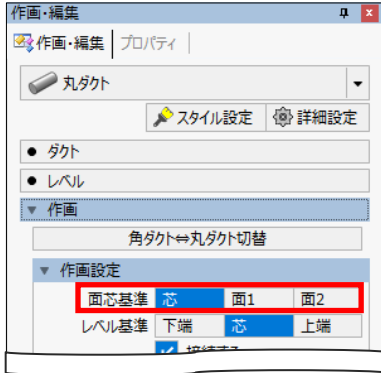 作画・編集
作画・編集 プロパティ
丸ダクト
スタイル設定 詳細設定
ダクト
レベル
作画
角ダクト⇔丸ダクト切替
作画設定
面芯基準 芯 面1 面2
レベル基準 下端 芯 上端